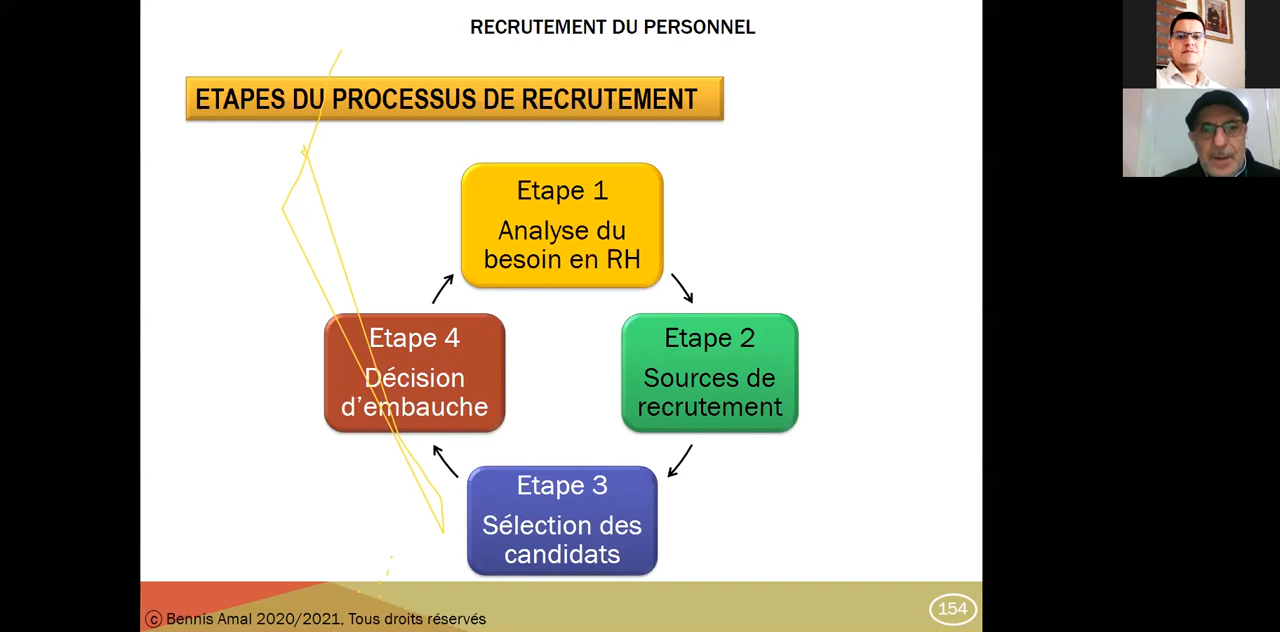 RECRUTEMENT DU PERSONNEL
ETAPES DU PROCESSUS DE RECRUTEMENT
Etape 1
Analyse du
besoin en RH
Etape 2
Sources de
recrutement
Etape 3
Sélection des
candidats
Etape 4
Décision
d'embauche
© Bennis Amal 2020/2021, Tous droits réservés
154